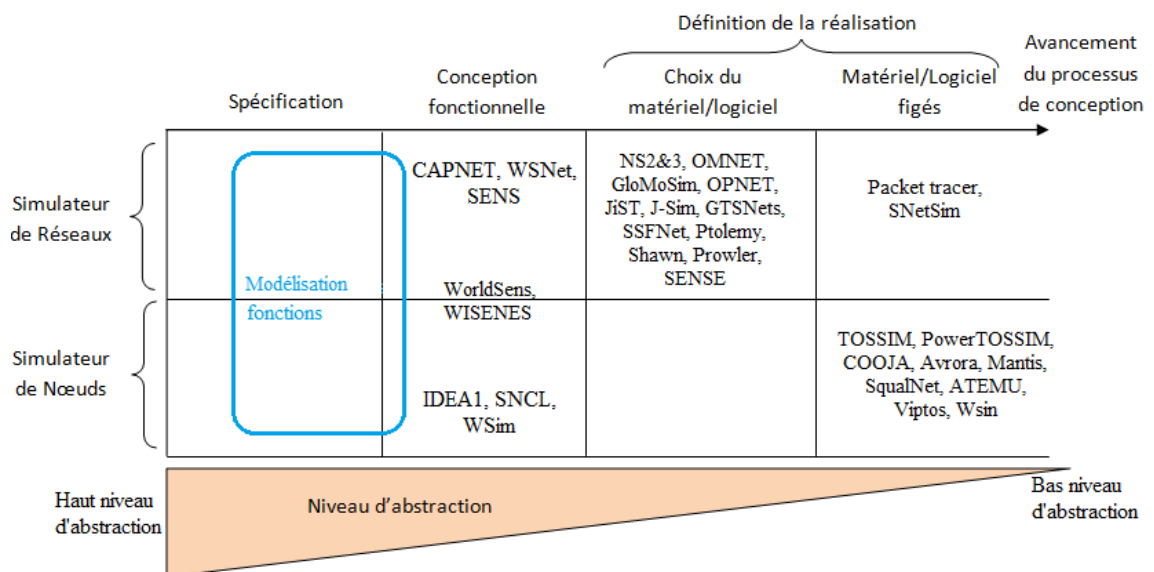 Définition de la réalisation
Avancement
du processus
de conception
Spécification
Conception
fonctionnelle
Choix du
matériel/logiciel
Matériel/Logiciel
figés
Simulateur
de Réseaux
CAPNET, WSNet,
SENS
NS2&3, OMNET,
GloMoSim, OPNET,
JiST, J-Sim, GTSNets,
SSFNet, Ptolemy,
Shawn, Prowler,
SENSE
Packet tracer,
SNetSim
Modélisation
fonctions
WorldSens,
WISENES
Simulateur
de Nœuds
IDEA1, SNCL,
WSim
TOSSIM, PowerTOSSIM,
COOJA, Avrora, Mantis,
SqualNet, ATEMU,
Viptos, Wsin
Haut niveau
d'abstraction
Niveau d’abstraction
Bas niveau
d'abstraction